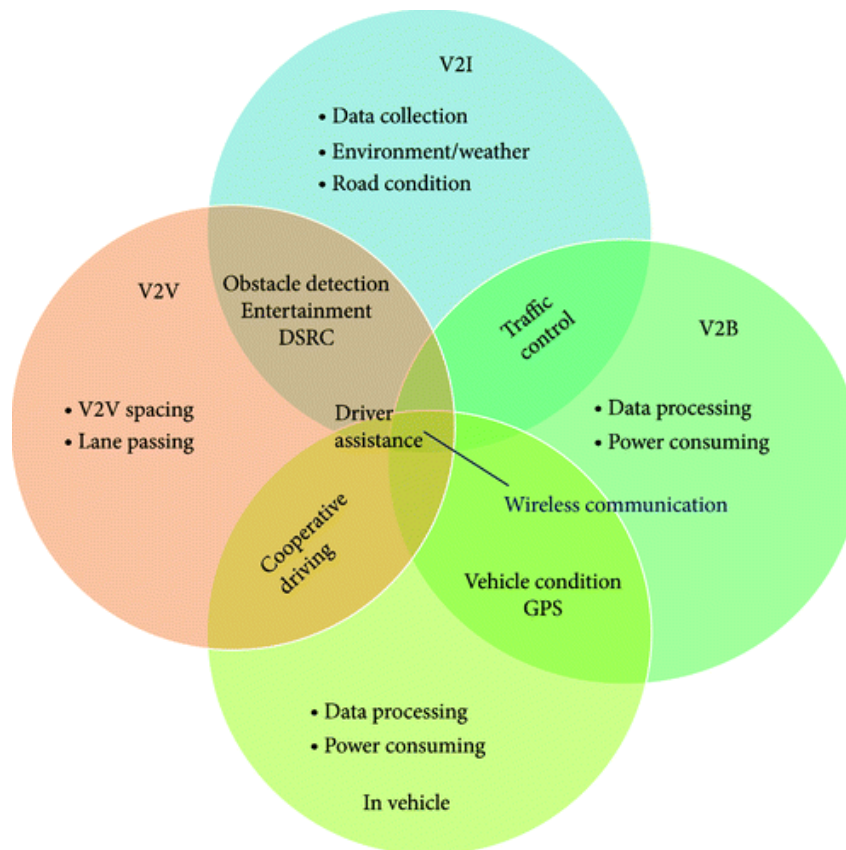 V2I
• Data collection
• Environment/weather
• Road condition
V2V
Obstacle detection
Entertainment
DSRC
Traffic
control
V2B
• V2V spacing
• Lane passing
Driver
assistance
• Data processing
• Power consuming
Wireless communication
Cooperative
driving
Vehicle condition
GPS
• Data processing
• Power consuming
In vehicle